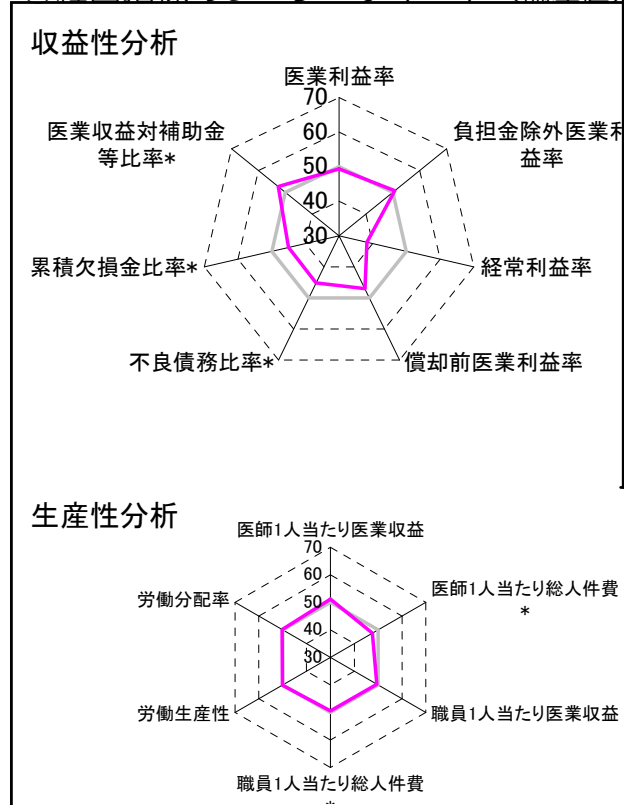 収益性分析
医業利益率
70
60
50
40
30
負担金除外医業利
益率
経常利益率
償却前医業利益率
不良債務比率*
累積欠損金比率*
医業収益対補助金
等比率*
生産性分析
医師1人当たり医業収益
70
60
50
40
30
医師1人当たり総人件費
*
職員1人当たり医業収益
職員1人当たり総人件費
*
労働生産性
労働分配率